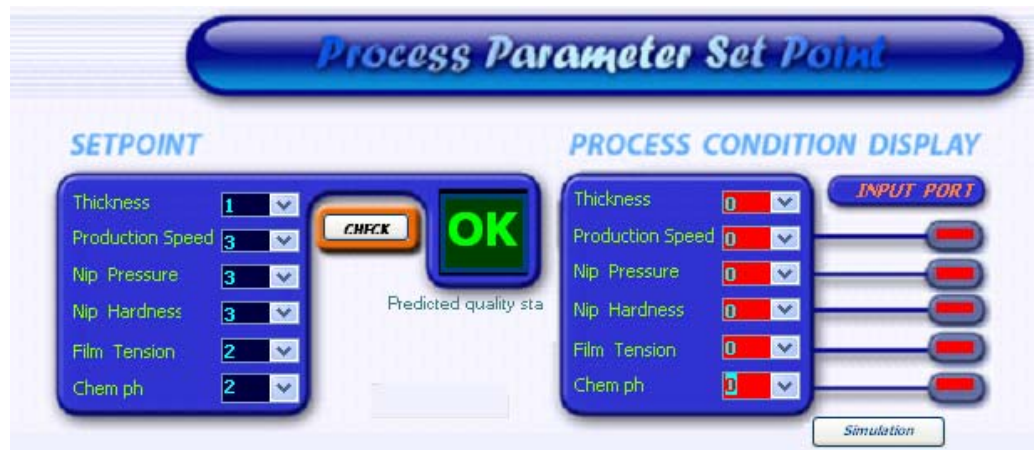 Process Parameter Set Point
SETPOINT
Thickness 1
Production Speed 3
Nip Pressure 3
Nip Hardness 3
Film Tension 2
Chem ph 2
CHECK
OK
Predicted quality sta
PROCESS CONDITION DISPLAY
INPUT PORT
Thickness 0
Production Speed 0
Nip Pressure 0
Nip Hardness 0
Film Tension 0
Chem ph 0
Simulation